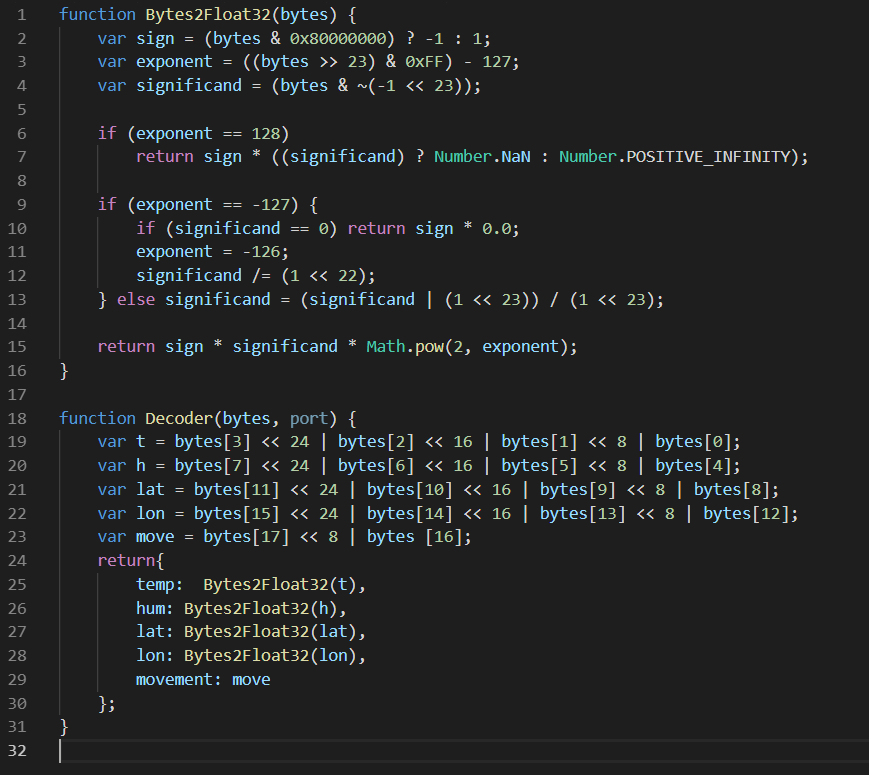 1 function Bytes2Float32(bytes) {
2     var sign = (bytes & 0x80000000) ? -1 : 1;
3     var exponent = ((bytes >> 23) & 0xFF) - 127;
4     var significand = (bytes & ~(-1 << 23));
5
6     if (exponent == 128)
7         return sign * ((significand) ? Number.NaN : Number.POSITIVE_INFINITY);
8
9     if (exponent == -127) {
10         if (significand == 0) return sign * 0.0;
11         exponent = -126;
12         significand /= (1 << 22);
13     } else significand = (significand | (1 << 23)) / (1 << 23);
14
15     return sign * significand * Math.pow(2, exponent);
16 }
17
18 function Decoder(bytes, port) {
19     var t = bytes[3] << 24 | bytes[2] << 16 | bytes[1] << 8 | bytes[0];
20     var h = bytes[7] << 24 | bytes[6] << 16 | bytes[5] << 8 | bytes[4];
21     var lat = bytes[11] << 24 | bytes[10] << 16 | bytes[9] << 8 | bytes[8];
22     var lon = bytes[15] << 24 | bytes[14] << 16 | bytes[13] << 8 | bytes[12];
23     var move = bytes[17] << 8 | bytes [16];
24     return{
25         temp:  Bytes2Float32(t),
26         hum: Bytes2Float32(h),
27         lat: Bytes2Float32(lat),
28         lon: Bytes2Float32(lon),
29         movement: move
30     };
31 }
32